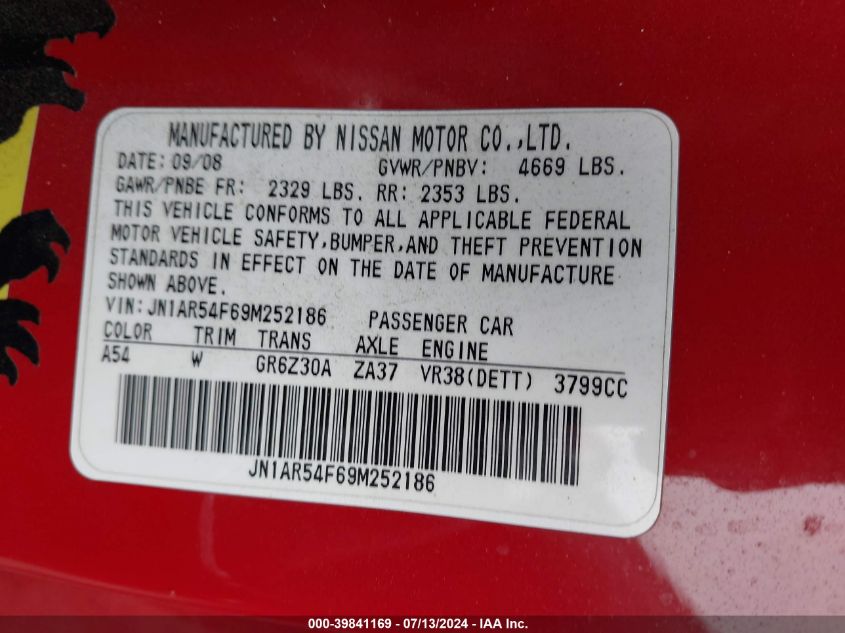 MANUFACTURED BY NISSAN MOTOR CO.,LTD.
DATE: 09/08 GVWR/PNBV: 4669 LBS.
GAWR/PNBE FR: 2329 LBS. RR: 2353 LBS.
THIS VEHICLE CONFORMS TO ALL APPLICABLE FEDERAL
MOTOR VEHICLE SAFETY,BUMPER,AND THEFT PREVENTION
STANDARDS IN EFFECT ON THE DATE OF MANUFACTURE
SHOWN ABOVE.
VIN: JN1AR54F69M252186 PASSENGER CAR
COLOR TRIM TRANS AXLE ENGINE
A54 W GR6Z30A ZA37 VR38(DETT) 3799CC
JN1AR54F69M252186
000-39841169 - 07/13/2024 - IAA Inc.